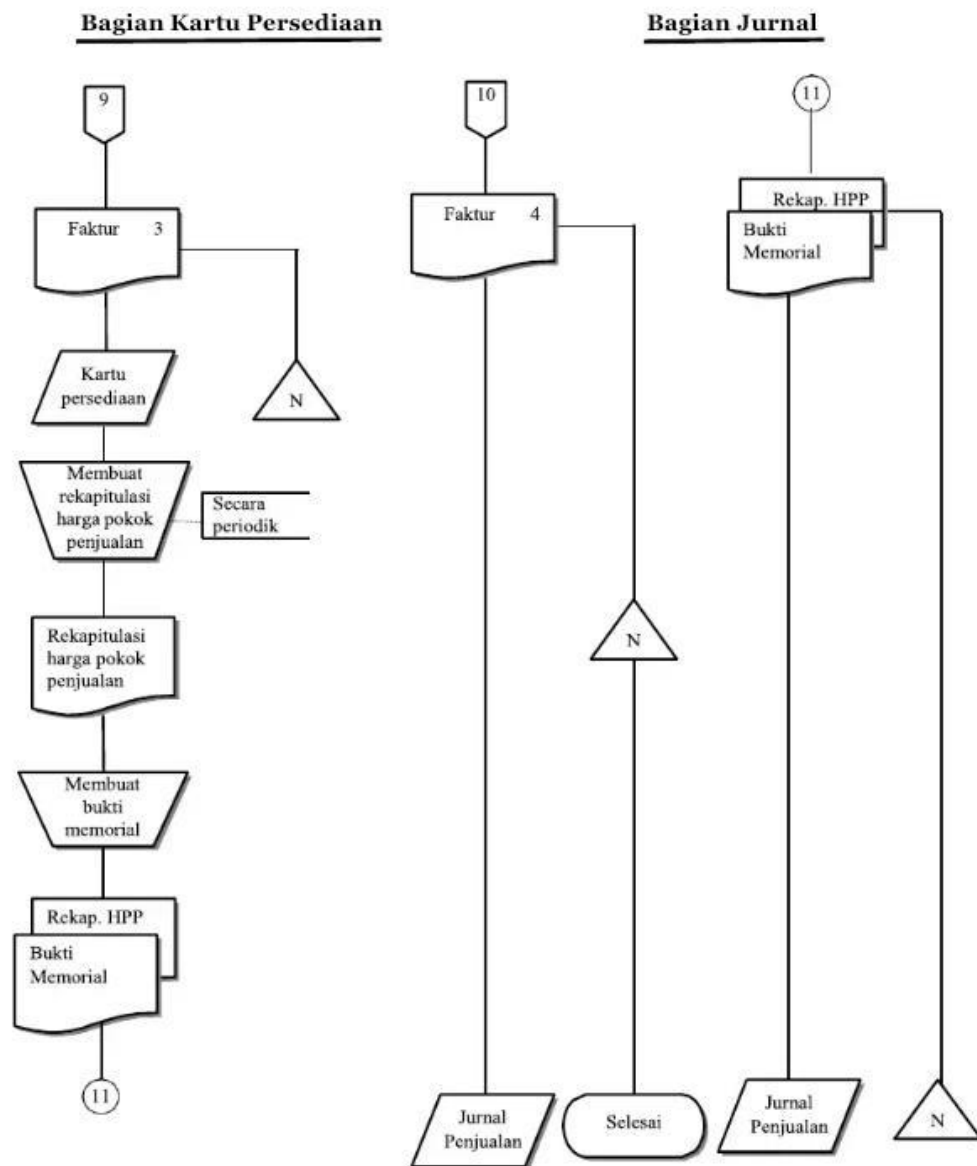 Bagian Kartu Persediaan
9
Faktur 3
N
Kartu
persediaan
Membuat
rekapitulasi
harga pokok
penjualan
Secara
periodik
Rekapitulasi
harga pokok
penjualan
Membuat
bukti
memorial
Rekap. HPP
Bukti
Memorial
11
Bagian Jurnal
10
Faktur 4
N
Jurnal
Penjualan
Selesai
11
Rekap. HPP
Bukti
Memorial
Jurnal
Penjualan
N